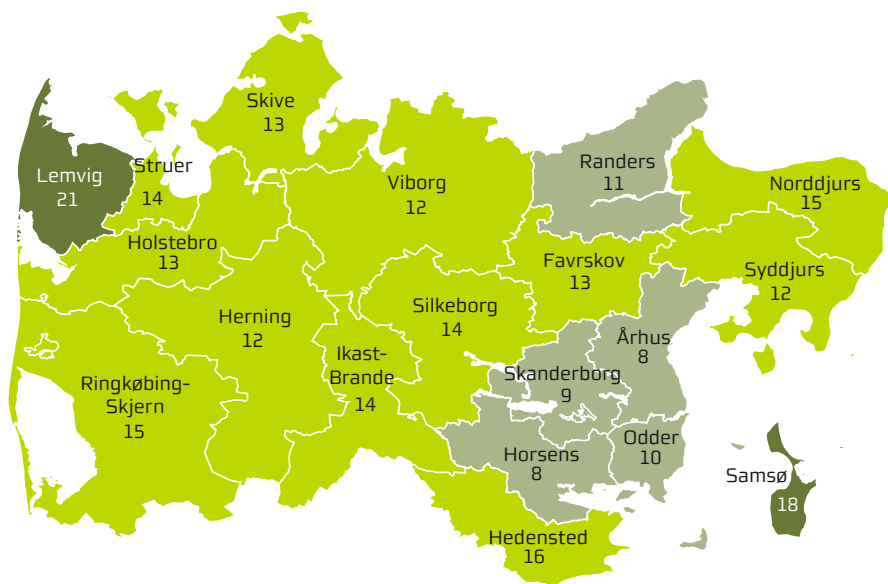 Skive
13
Lemvig
21
Struer
14
Viborg
12
Randers
11
Norddjurs
15
Holstebro
13
Favrskov
13
Syddjurs
12
Herning
12
Silkeborg
14
Ikast-
Brande
14
Århus
8
Skanderborg
9
Ringkøbing-
Skjern
15
Horsens
8
Odder
10
Samsø
18
Hedensted
16